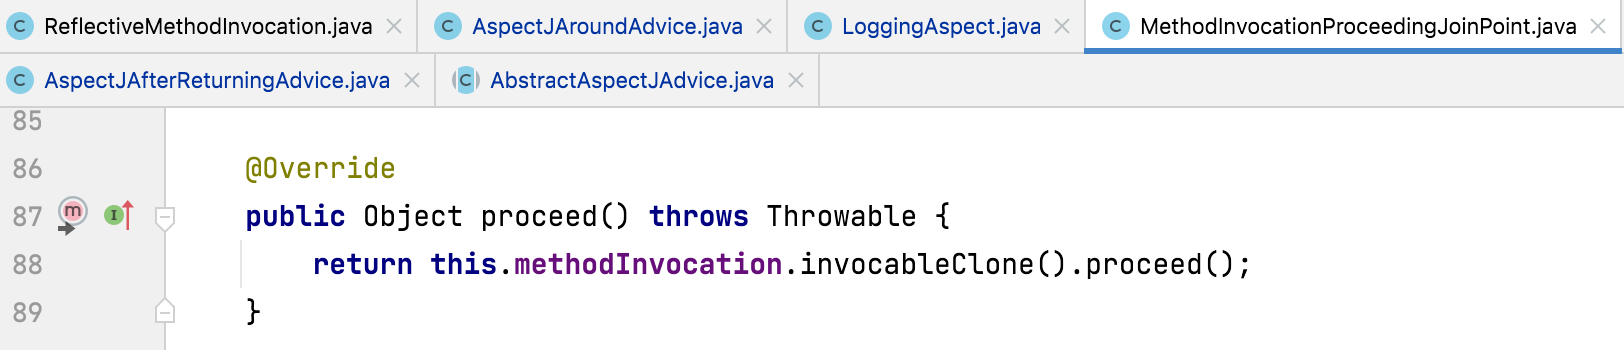 C ReflectiveMethodInvocation.java C AspectJAroundAdvice.java C LoggingAspect.java C MethodInvocationProceedingJoinPoint.java
C AspectJAfterReturningAdvice.java C AbstractAspectJAdvice.java
85
86 @Override
87 m I public Object proceed() throws Throwable {
88 return this.methodInvocation.invocableClone().proceed();
89 }